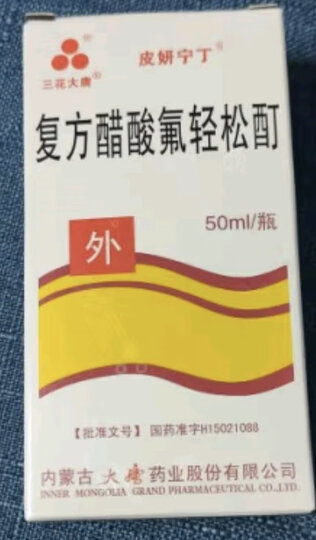 皮妍宁丁®
三花大唐®
复方醋酸氟轻松酊
50ml/瓶
外
【批准文号】 国药准字H15021088
内蒙古大唐药业股份有限公司
INNER MONGOLIA GRAND PHARMACEUTICAL CO.,LTD.